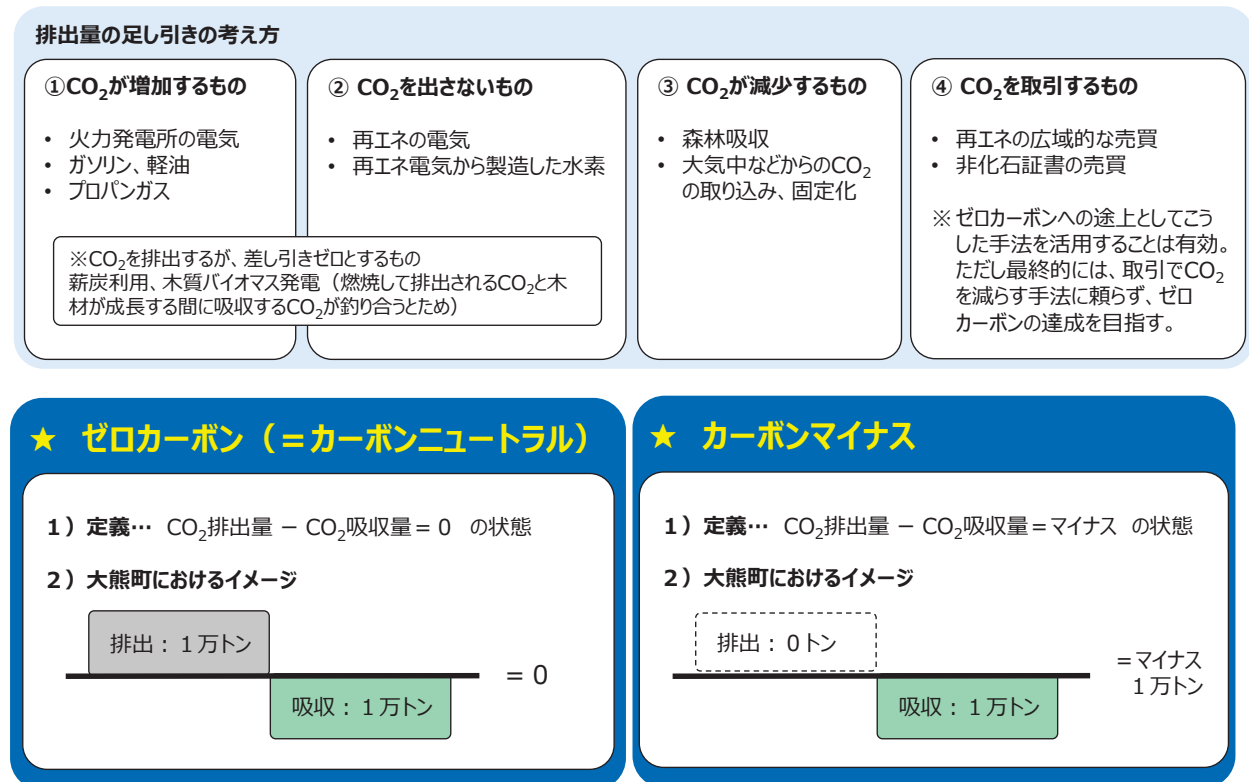 排出量の足し引きの考え方
①CO₂が増加するもの
• 火力発電所の電気
• ガソリン、軽油
• プロパンガス
② CO₂を出さないもの
• 再エネの電気
• 再エネ電気から製造した水素
※CO₂を排出するが、差し引きゼロとするもの
薪炭利用、木質バイオマス発電（燃焼して排出されるCO₂と木
材が成長する間に吸収するCO₂が釣り合うとため）
③ CO₂が減少するもの
• 森林吸収
• 大気中などからのCO₂
の取り込み、固定化
④ CO₂を取引するもの
• 再エネの広域的な売買
• 非化石証書の売買
※ ゼロカーボンへの途上としてこう
した手法を活用することは有効。
ただし最終的には、取引でCO₂
を減らす手法に頼らず、ゼロ
カーボンの達成を目指す。
★ ゼロカーボン（＝カーボンニュートラル）
１）定義… CO₂排出量 － CO₂吸収量＝０ の状態
２）大熊町におけるイメージ
排出：１万トン
吸収：１万トン
＝０
★ カーボンマイナス
１）定義… CO₂排出量 － CO₂吸収量＝マイナス の状態
２）大熊町におけるイメージ
排出：０トン
吸収：１万トン
＝マイナス
１万トン